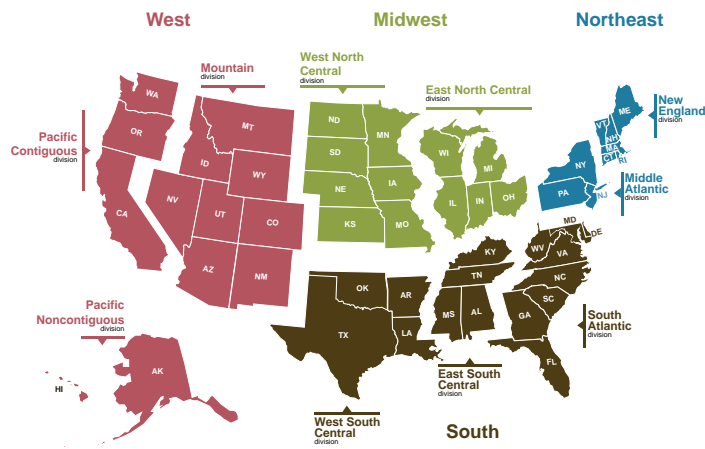 West
Midwest
Northeast
Mountain
division
West North
Central
division
East North Central
division
New
England
division
Pacific
Contiguous
division
Middle
Atlantic
division
WA
OR
CA
MT
ID
WY
NV
UT
CO
AZ
NM
ND
SD
NE
KS
MN
IA
MO
WI
MI
IL
IN
OH
ME
VT
NH
MA
CT
RI
NY
PA
NJ
MD
DE
WV
VA
KY
NC
TN
SC
OK
AR
TX
LA
MS
AL
GA
FL
Pacific
Noncontiguous
division
AK
HI
South
Atlantic
division
East South
Central
division
West South
Central
division
South